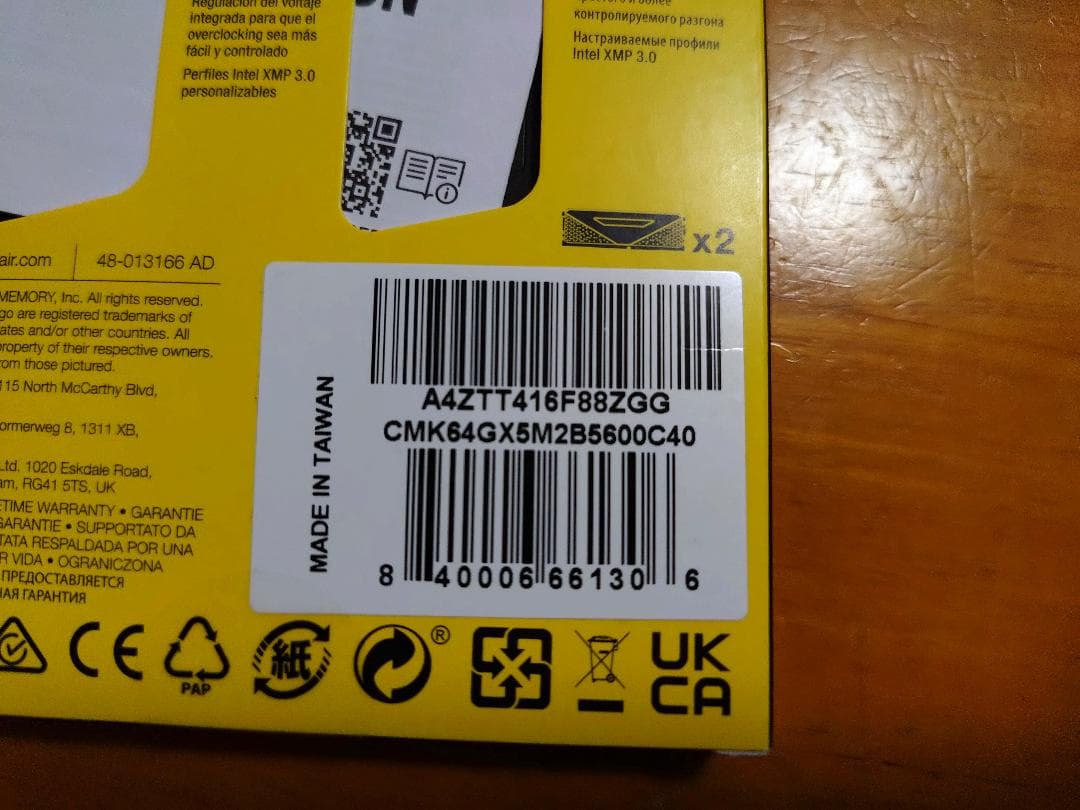 Regulación del voltaje
integrada para que el
overclocking sea más
fácil y controlado
Perfiles Intel XMP 3.0
personalizables
контролируемого разгона
Настраиваемые профили
Intel XMP 3.0
x2
air.com
48-013166 AD
MEMORY, Inc. All rights reserved.
go are registered trademarks of
ates and/or other countries. All
roperty of their respective owners.
om those pictured.
115 North McCarthy Blvd,
ormerweg 8, 1311 XB,
Ltd. 1020 Eskdale Road,
am, RG41 5TS, UK
ETIME WARRANTY • GARANTIE
GARANTIE • SUPPORTATO DA
TATA RESPALDADA POR UNA
R VIDA • OGRANICZONA
ПРЕДОСТАВЛЯЕТСЯ
НАЯ ГАРАНТИЯ
MADE IN TAIWAN
A4ZTT416F88ZGG
CMK64GX5M2B5600C40
8 40006 66130 6
CE
PAP
紙
®
UK
CA